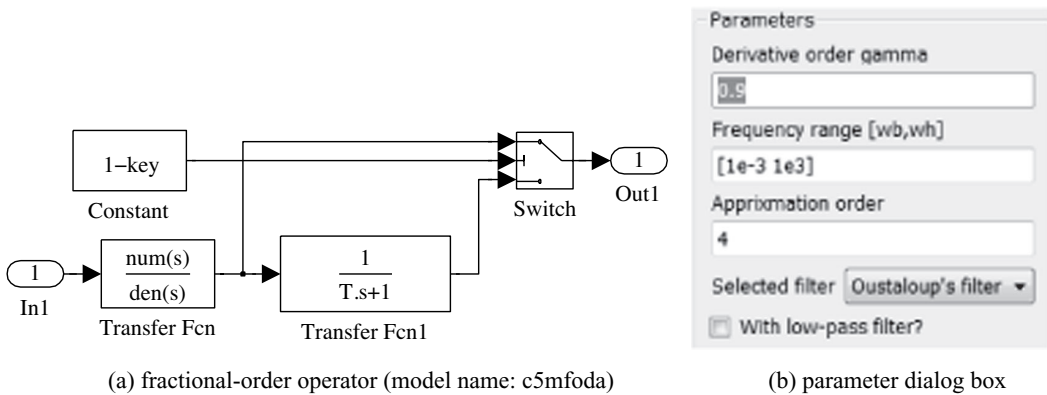 1−key
Constant
1
In1
num(s)
den(s)
Transfer Fcn
1
T.s+1
Transfer Fcn1
Switch
1
Out1
(a) fractional-order operator (model name: c5mfoda)
Parameters
Derivative order gamma
0.9
Frequency range [wb,wh]
[1e-3 1e3]
Apprixmation order
4
Selected filter Oustaloup's filter
With low-pass filter?
(b) parameter dialog box